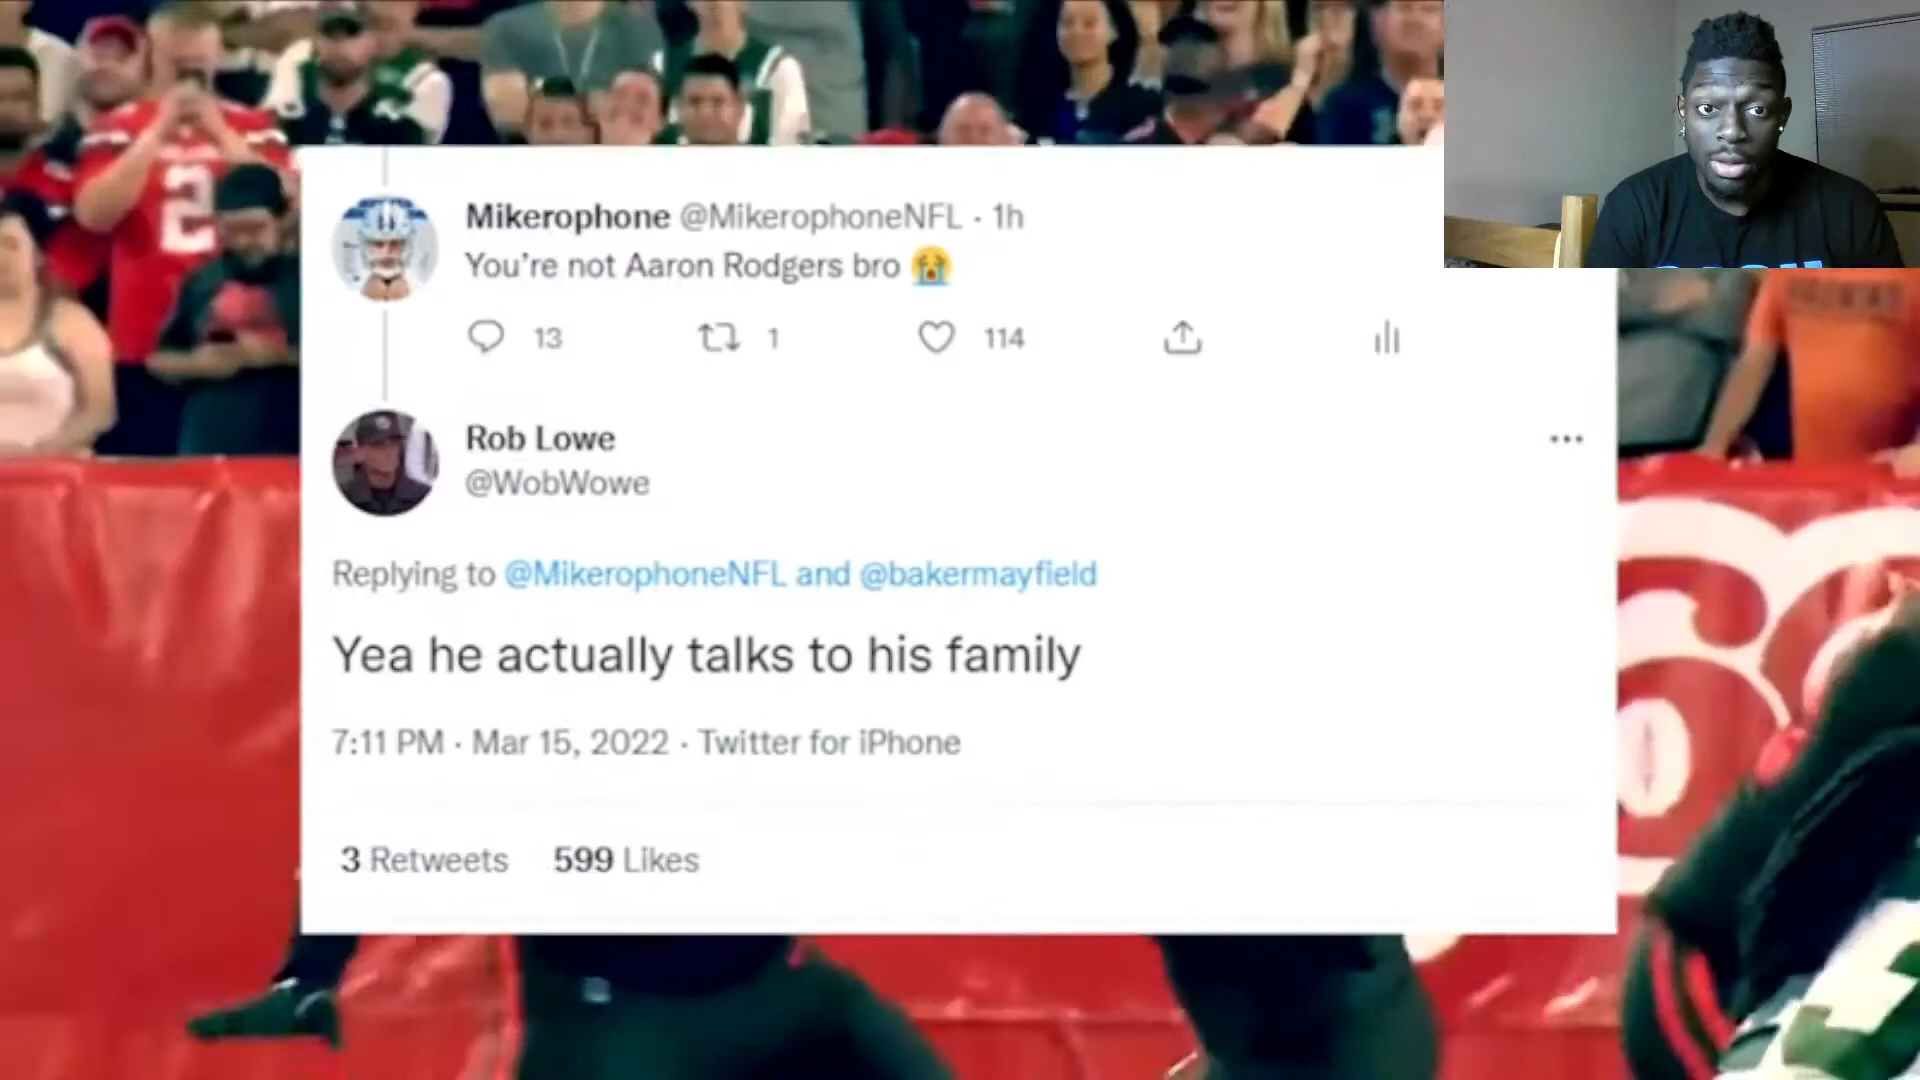 Mikerophone @MikerophoneNFL · 1h
You're not Aaron Rodgers bro 😭
13 1 114
Rob Lowe
@WobWowe
Replying to @MikerophoneNFL and @bakermayfield
Yea he actually talks to his family
7:11 PM · Mar 15, 2022 · Twitter for iPhone
3 Retweets 599 Likes
2